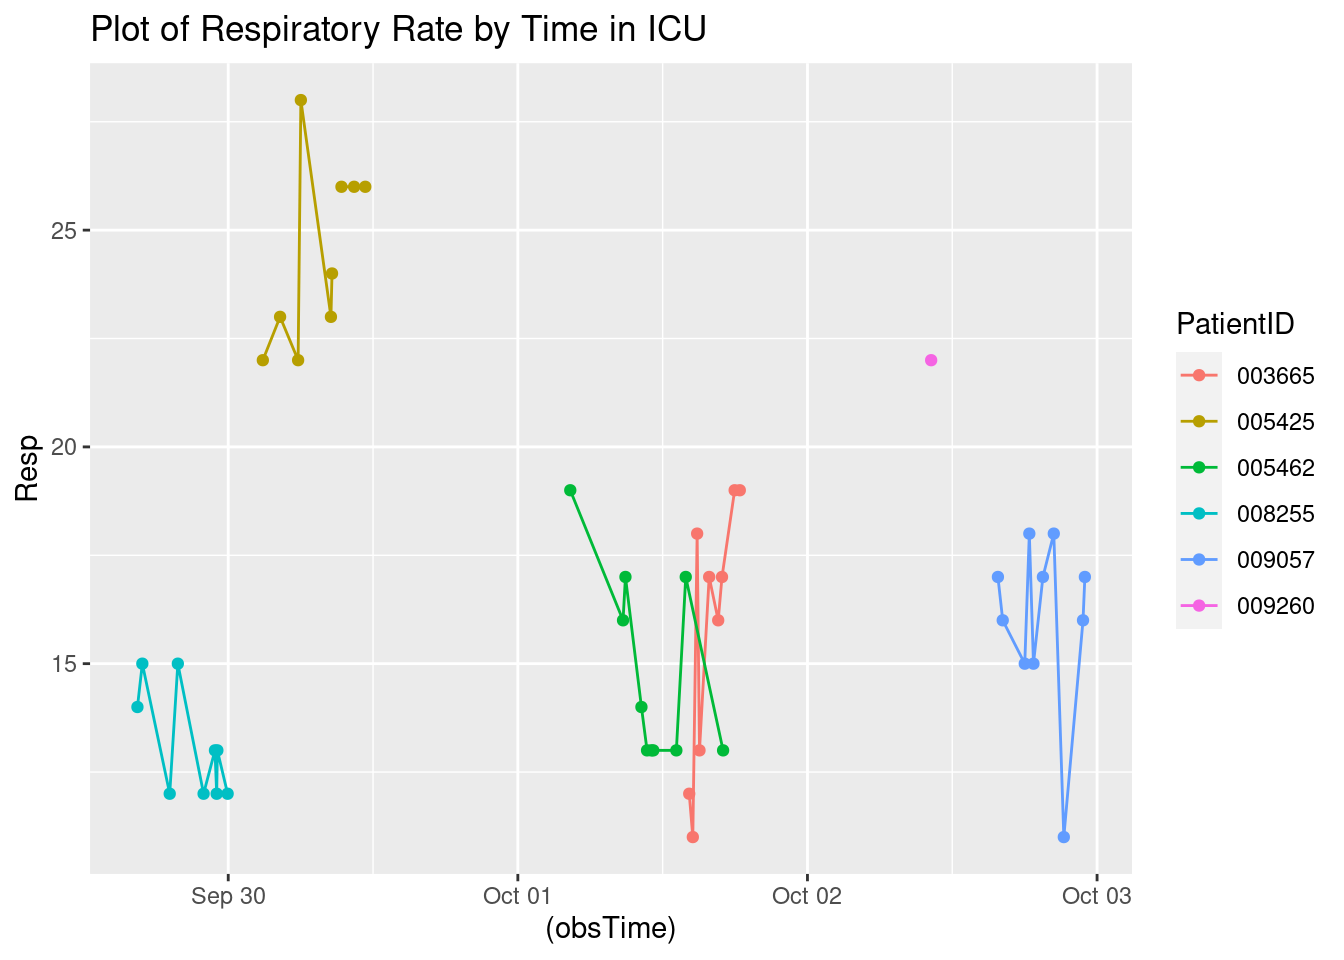 Plot of Respiratory Rate by Time in ICU
25
20
15
Resp
Sep 30
Oct 01
Oct 02
Oct 03
(obsTime)
PatientID
003665
005425
005462
008255
009057
009260